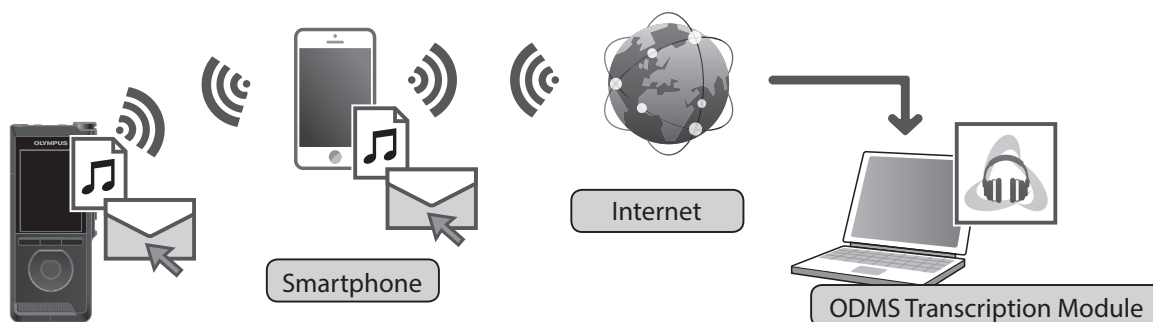 OLYMPUS
Smartphone
Internet
ODMS Transcription Module